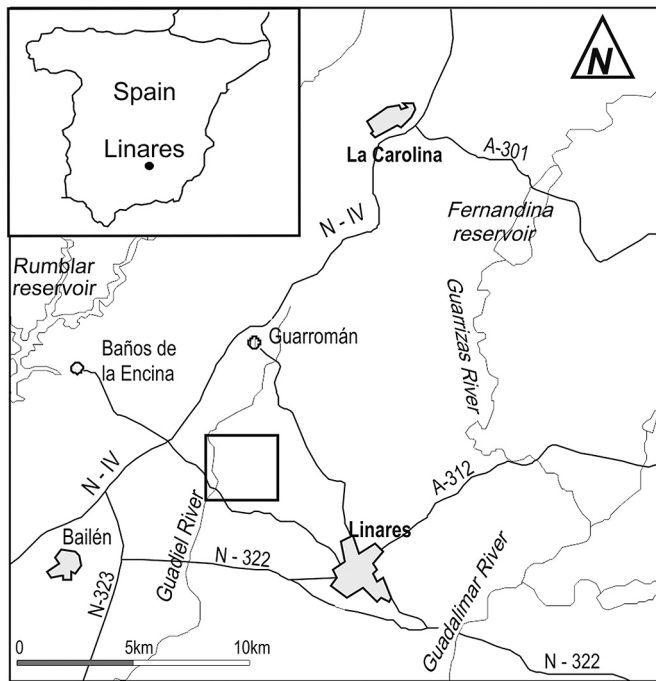 Spain
Linares
N
La Carolina
A-301
N - IV
Fernandina
reservoir
Rumblar
reservoir
Guarrizas River
Guarromán
Baños de
la Encina
N - IV
A-312
Linares
Bailén
Guadiel River
N - 322
N-323
Guadalimar River
0
5km
10km
N - 322